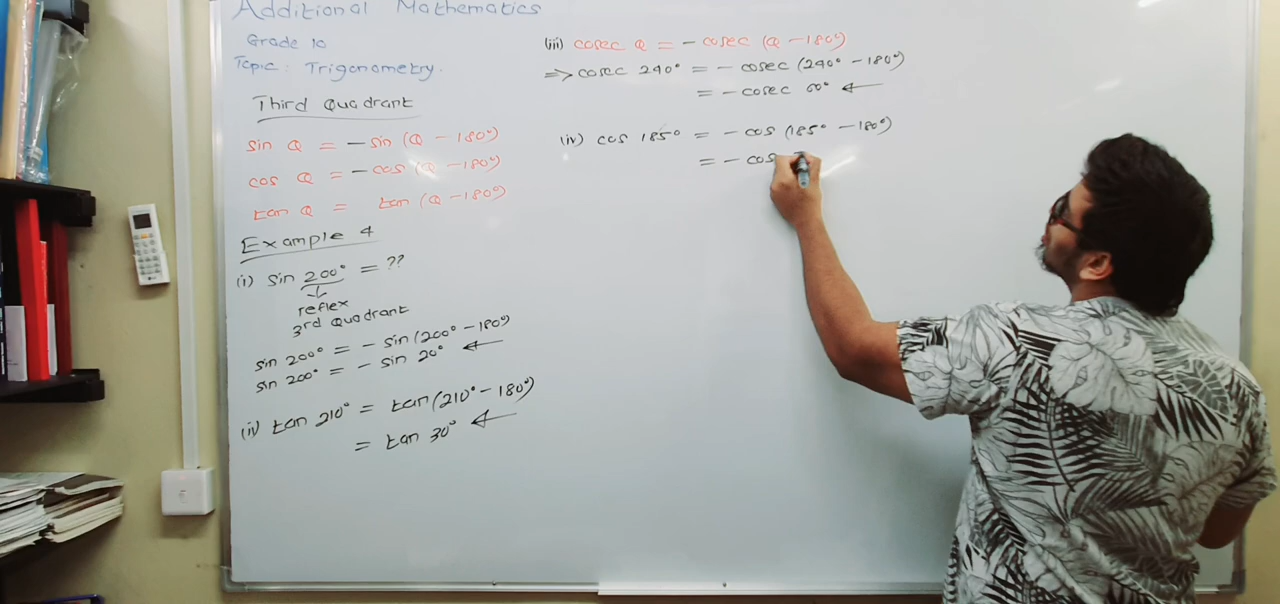 Additional Mathematics
Grade 10
Topic: Trigonometry.
Third Quadrant
sin Q = - sin (Q - 180°)
cos Q = - cos (Q - 180°)
tan Q = tan (Q - 180°)
Example 4
(i) sin 200° = ??
reflex
3rd Quadrant
sin 200° = - sin (200° - 180°)
sin 200° = - sin 20° ←
(ii) tan 210° = tan (210° - 180°)
= tan 30° ←
(iii) cosec Q = - cosec (Q - 180°)
=> cosec 240° = - cosec (240° - 180°)
= - cosec 60° ←
(iv) cos 185° = - cos (185° - 180°)
= - cos